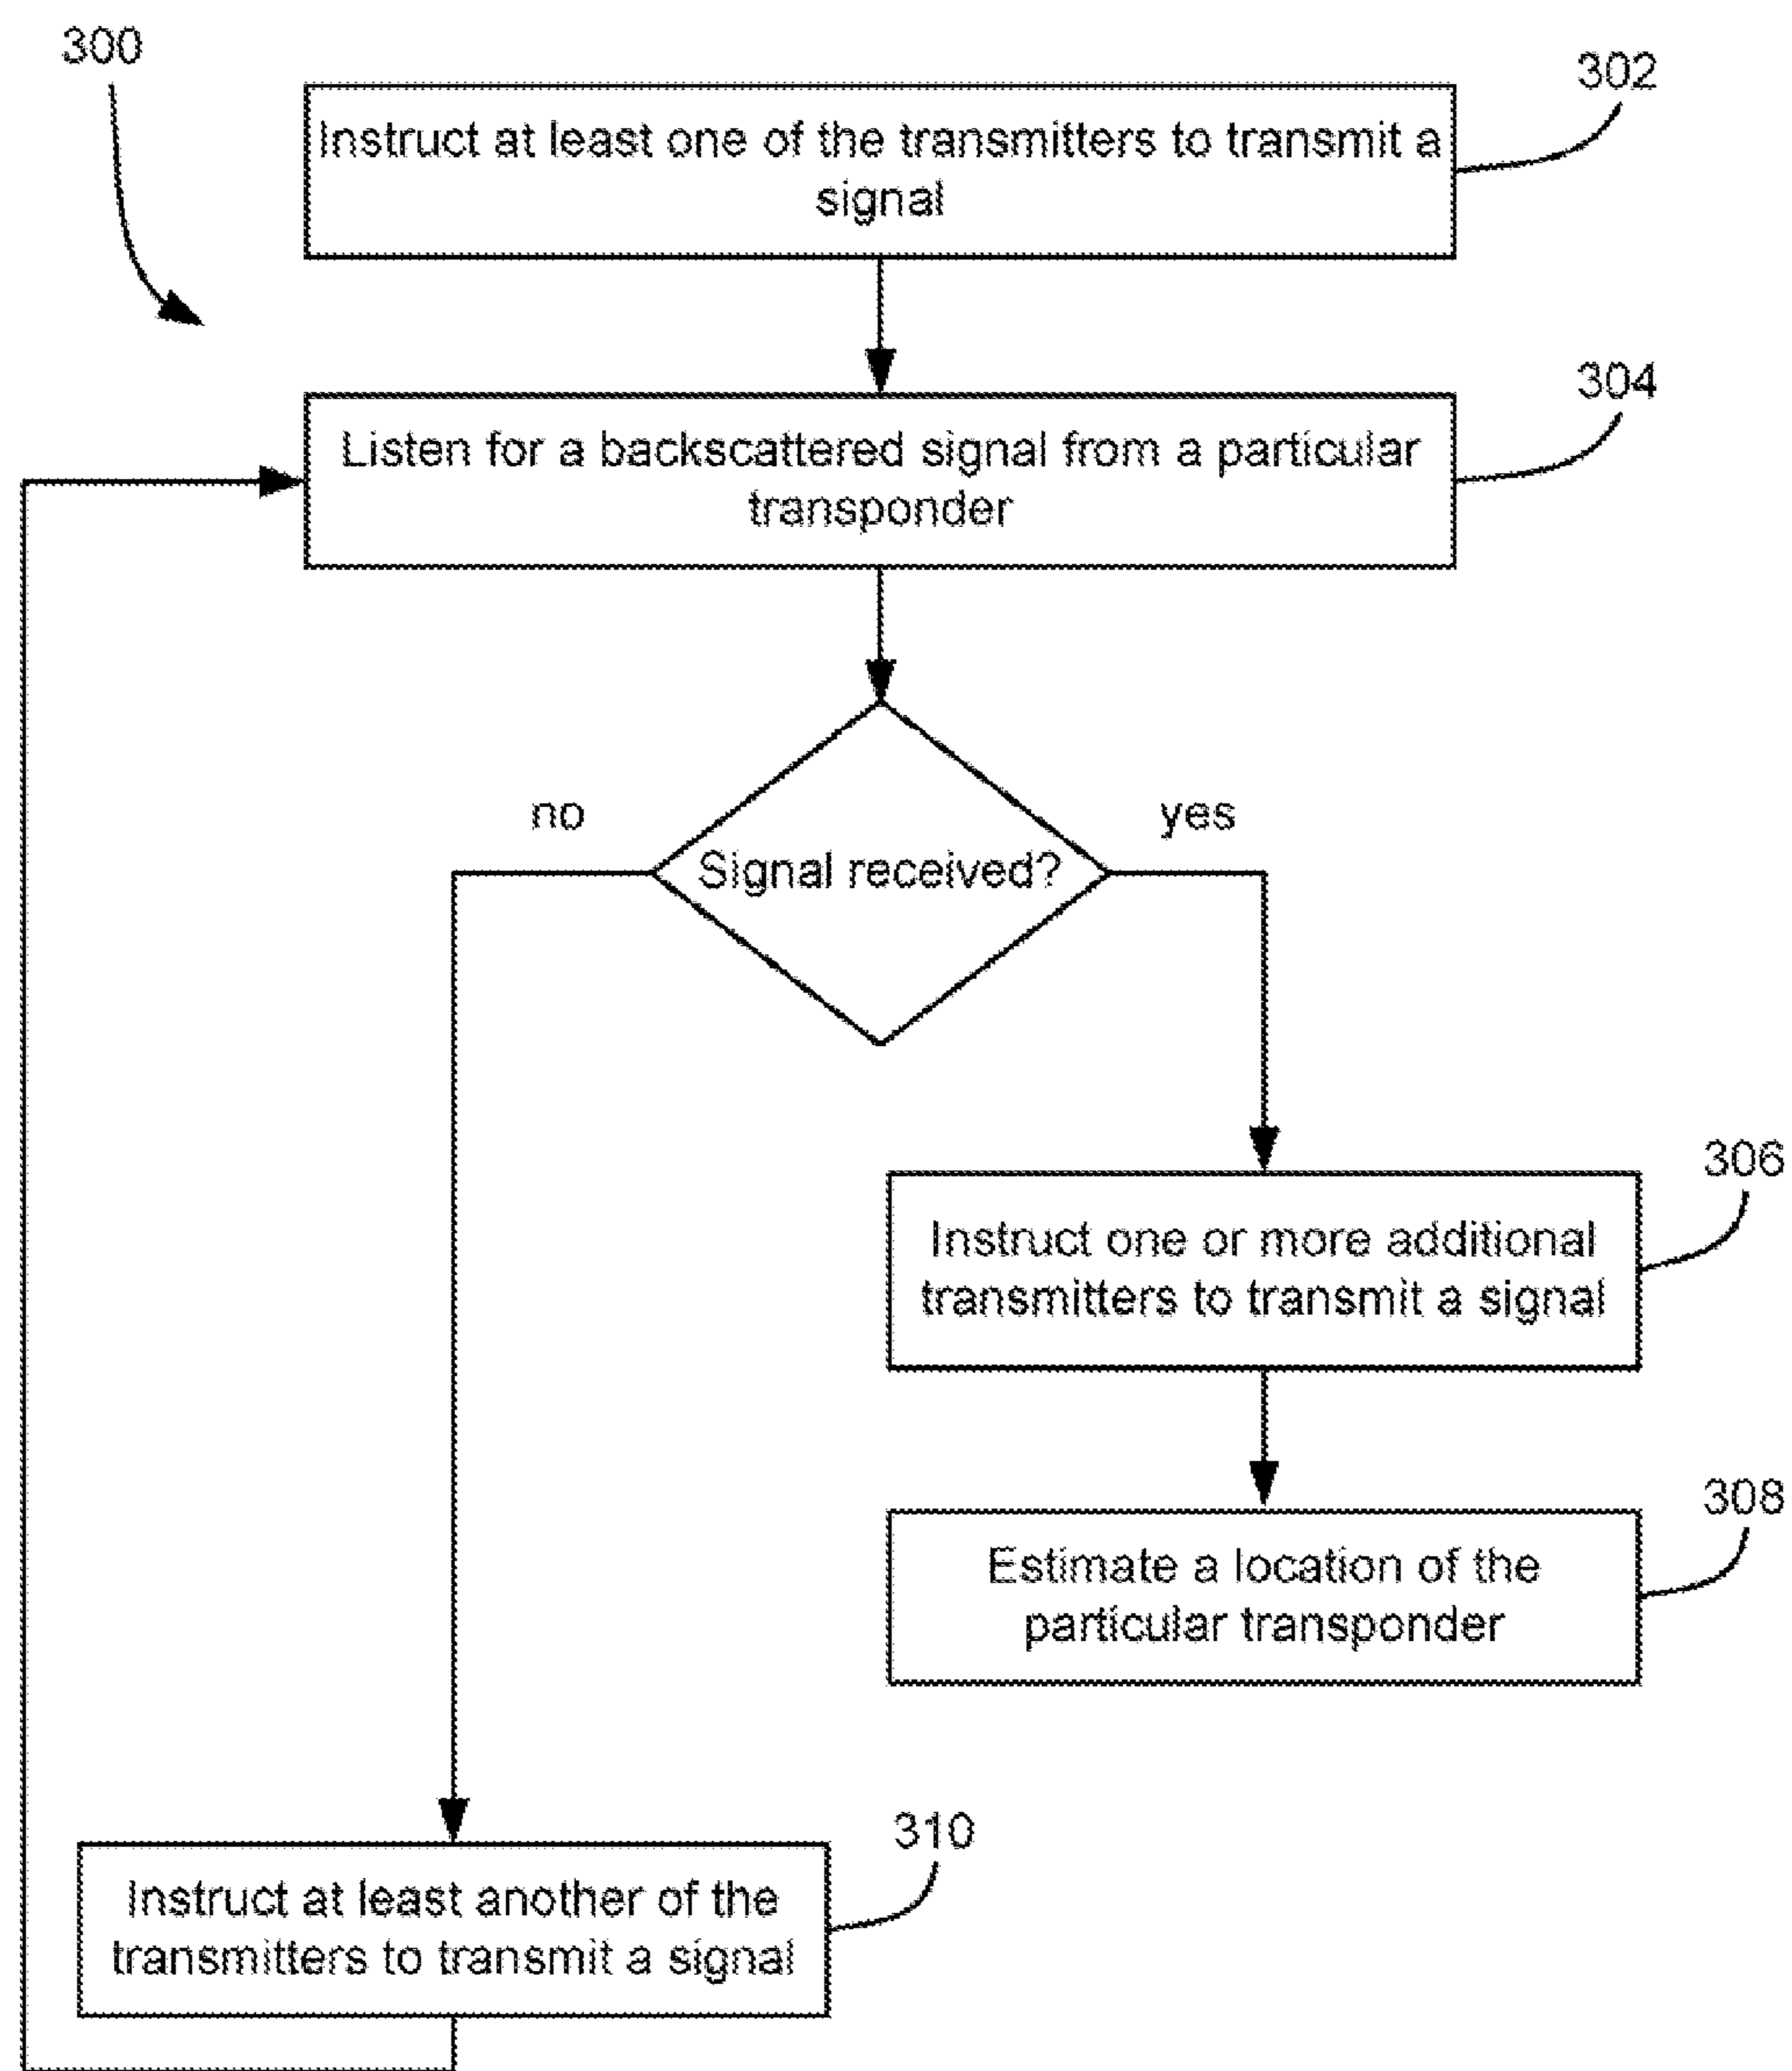 300
302
Instruct at least one of the transmitters to transmit a
signal
304
Listen for a backscattered signal from a particular
transponder
no
yes
Signal received?
306
Instruct one or more additional
transmitters to transmit a signal
308
Estimate a location of the
particular transponder
310
Instruct at least another of the
transmitters to transmit a signal